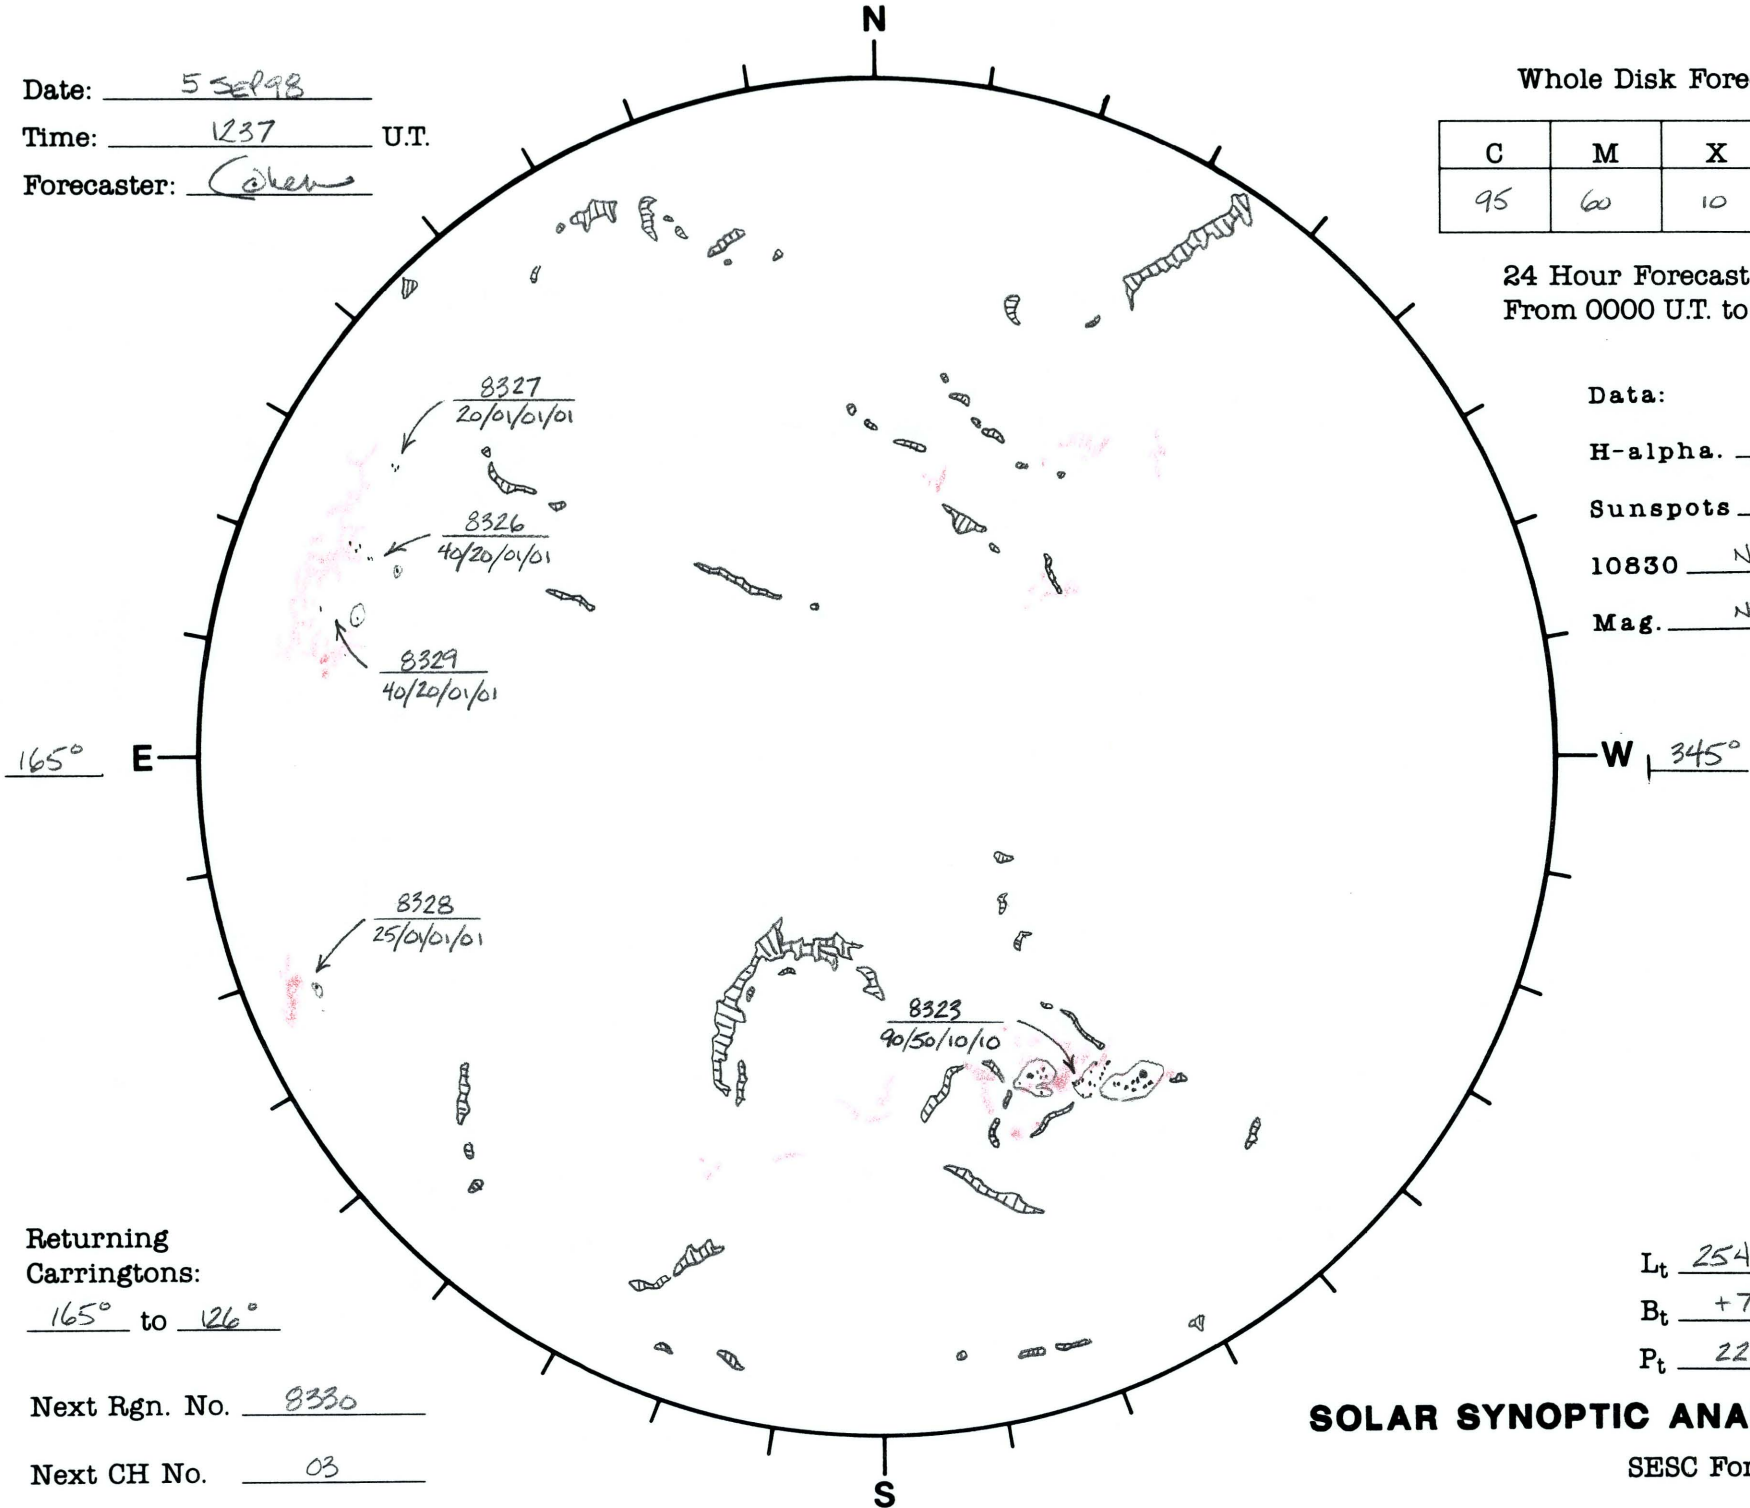 N
Date: 5 SEP 98
Time: 1237 U.T.
Forecaster: Cohen
Whole Disk Fore
C M X
95 60 10
24 Hour Forecast
From 0000 U.T. to
Data:
H-alpha.
Sunspots
10830 N
Mag. N
8327
20/01/01/01
8326
40/20/01/01
8329
40/20/01/01
165° E
W 345°
8328
25/01/01/01
8323
90/50/10/10
Returning
Carringtons:
165° to 126°
Next Rgn. No. 8330
Next CH No. 03
Lt 254
Bt +7
Pt 22
SOLAR SYNOPTIC ANA
SESC For
S